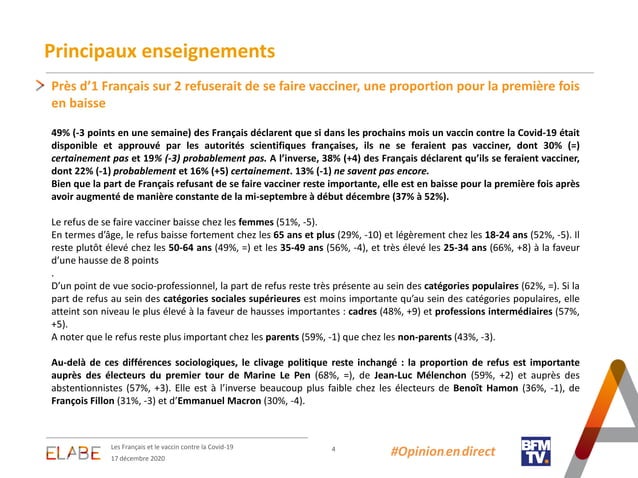 Principaux enseignements
Près d’1 Français sur 2 refuserait de se faire vacciner, une proportion pour la première fois
en baisse
49% (-3 points en une semaine) des Français déclarent que si dans les prochains mois un vaccin contre la Covid-19 était
disponible et approuvé par les autorités scientifiques françaises, ils ne se feraient pas vacciner, dont 30% (=)
certainement pas et 19% (-3) probablement pas. A l’inverse, 38% (+4) des Français déclarent qu’ils se feraient vacciner,
dont 22% (-1) probablement et 16% (+5) certainement. 13% (-1) ne savent pas encore.
Bien que la part de Français refusant de se faire vacciner reste importante, elle est en baisse pour la première fois après
avoir augmenté de manière constante de la mi-septembre à début décembre (37% à 52%).
Le refus de se faire vacciner baisse chez les femmes (51%, -5).
En termes d’âge, le refus baisse fortement chez les 65 ans et plus (29%, -10) et légèrement chez les 18-24 ans (52%, -5). Il
reste plutôt élevé chez les 50-64 ans (49%, =) et les 35-49 ans (56%, -4), et très élevé les 25-34 ans (66%, +8) à la faveur
d’une hausse de 8 points
.
D’un point de vue socio-professionnel, la part de refus reste très présente au sein des catégories populaires (62%, =). Si la
part de refus au sein des catégories sociales supérieures est moins importante qu’au sein des catégories populaires, elle
atteint son niveau le plus élevé à la faveur de hausses importantes : cadres (48%, +9) et professions intermédiaires (57%,
+5).
A noter que le refus reste plus important chez les parents (59%, -1) que chez les non-parents (43%, -3).
Au-delà de ces différences sociologiques, le clivage politique reste inchangé : la proportion de refus est importante
auprès des électeurs du premier tour de Marine Le Pen (68%, =), de Jean-Luc Mélenchon (59%, +2) et auprès des
abstentionnistes (57%, +3). Elle est à l’inverse beaucoup plus faible chez les électeurs de Benoît Hamon (36%, -1), de
François Fillon (31%, -3) et d’Emmanuel Macron (30%, -4).
ELABE
Les Français et le vaccin contre la Covid-19
17 décembre 2020
4
#Opinion en direct
BFM
TV.